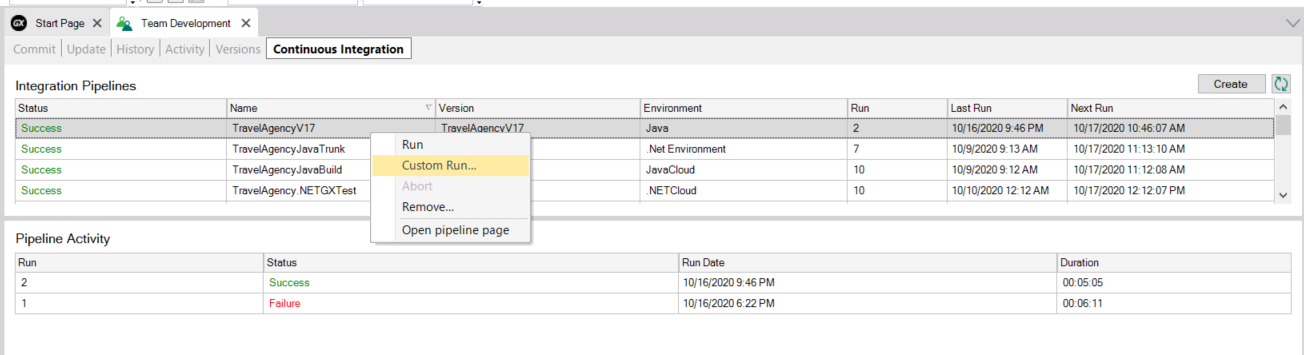 GX Start Page Team Development
Commit Update History Activity Versions Continuous Integration
Integration Pipelines Create
Status Name Version Environment Run Last Run Next Run
Success TravelAgencyV17 TravelAgencyV17 Java 2 10/16/2020 9:46 PM 10/17/2020 10:46:07 AM
Success TravelAgencyJavaTrunk .Net Environment 7 10/9/2020 9:13 AM 10/17/2020 11:13:10 AM
Success TravelAgencyJavaBuild JavaCloud 10 10/9/2020 9:12 AM 10/17/2020 11:12:08 AM
Success TravelAgency.NETGXTest .NETCloud 10 10/10/2020 12:12 AM 10/17/2020 12:12:07 PM
Run
Custom Run...
Abort
Remove...
Open pipeline page
Pipeline Activity
Run Status Run Date Duration
2 Success 10/16/2020 9:46 PM 00:05:05
1 Failure 10/16/2020 6:22 PM 00:06:11